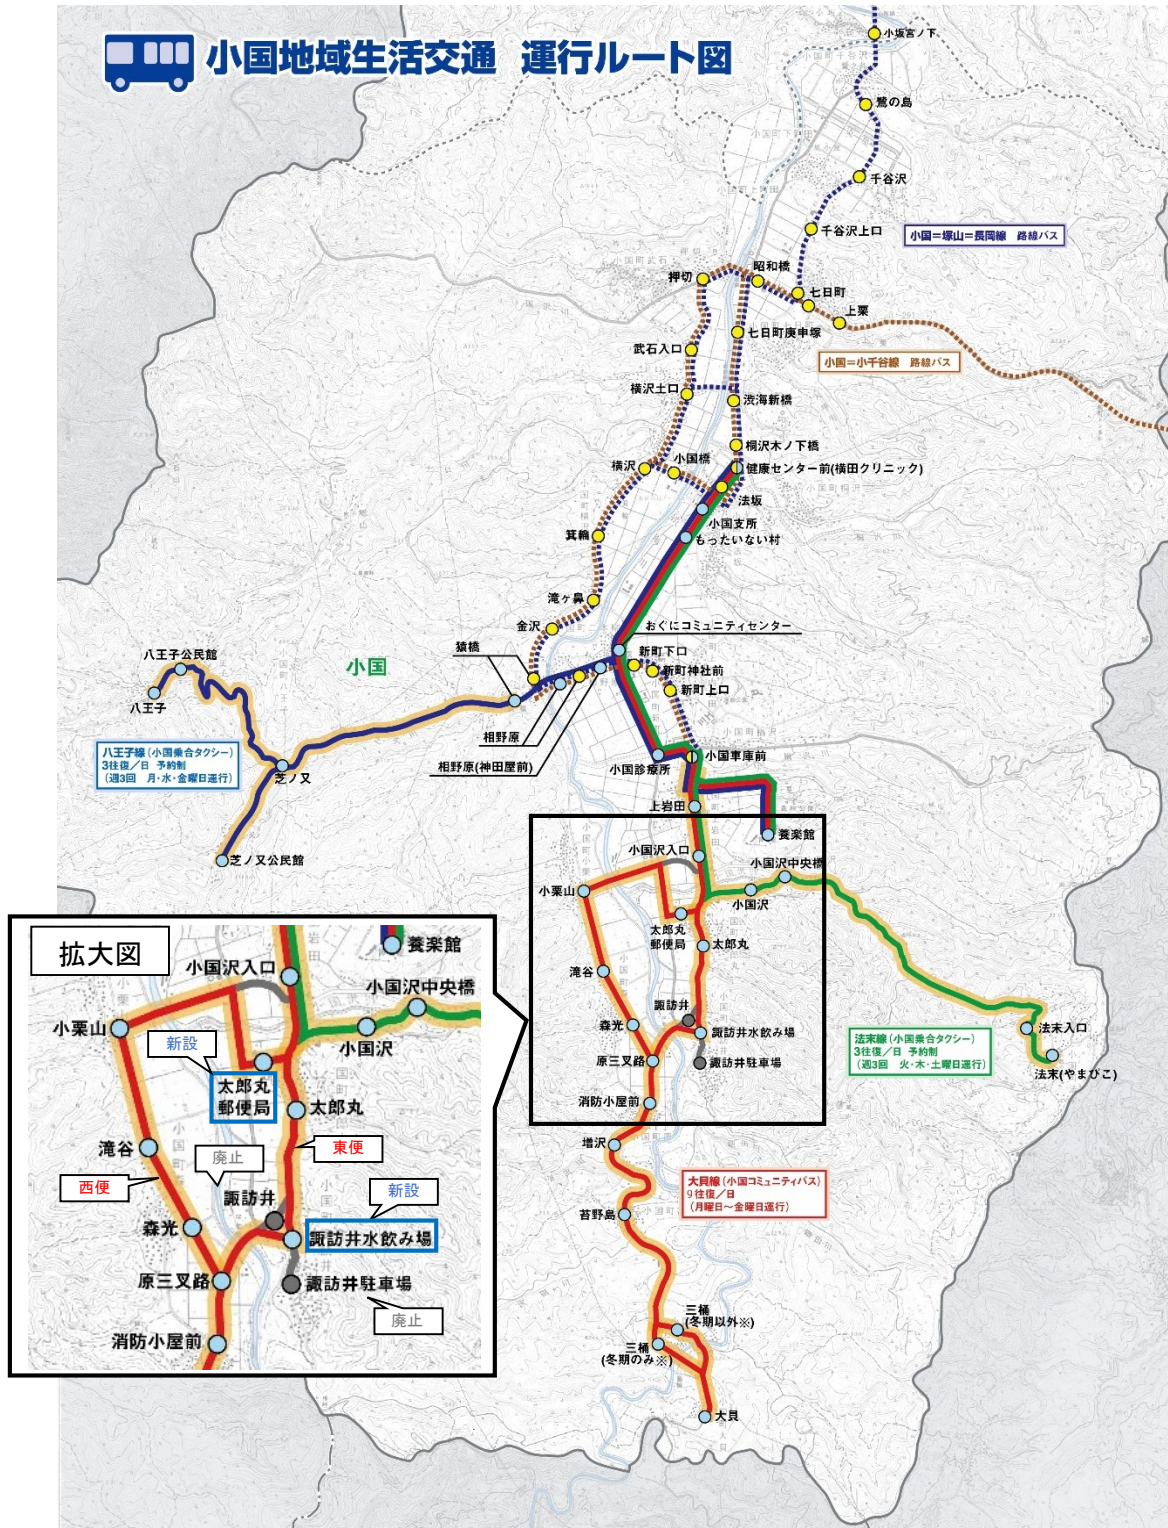 小国地域生活交通 運行ルート図
小坂宮ノ下
鷺の島
千谷沢
千谷沢上口
小国=塚山=長岡線 路線バス
昭和橋
押切
七日町
上栗
七日町庚申塚
武石入口
小国=小千谷線 路線バス
横沢土口
渋海新橋
桐沢木ノ下橋
小国橋
横沢
健康センター前(横田クリニック)
法坂
小国支所
もったいない村
箕輪
滝ヶ鼻
金沢
おぐにコミュニティセンター
猿橋
新町下口
八王子公民館
小国
新町神社前
新町上口
八王子
相野原
八王子線(小国乗合タクシー)
3往復/日 予約制
(週3回 月・水・金曜日運行)
相野原(神田屋前)
小国診療所
小国車庫前
芝ノ又
上岩田
養楽館
芝ノ又公民館
小国沢入口
小国沢中央橋
小栗山
小国沢
太郎丸
郵便局
太郎丸
滝谷
諏訪井
森光
諏訪井水飲み場
法末入口
法末線(小国乗合タクシー)
3往復/日 予約制
(週3回 火・木・土曜日運行)
原三叉路
諏訪井駐車場
法末(やまびこ)
消防小屋前
増沢
大貝線(小国コミュニティバス)
9往復/日
(月曜日～金曜日運行)
苔野島
三桶
(冬期以外※)
三桶
(冬期のみ※)
大貝
拡大図
養楽館
小国沢入口
小国沢中央橋
小栗山
新設
小国沢
太郎丸
郵便局
太郎丸
滝谷
廃止
東便
西便
新設
諏訪井
森光
諏訪井水飲み場
原三叉路
諏訪井駐車場
廃止
消防小屋前